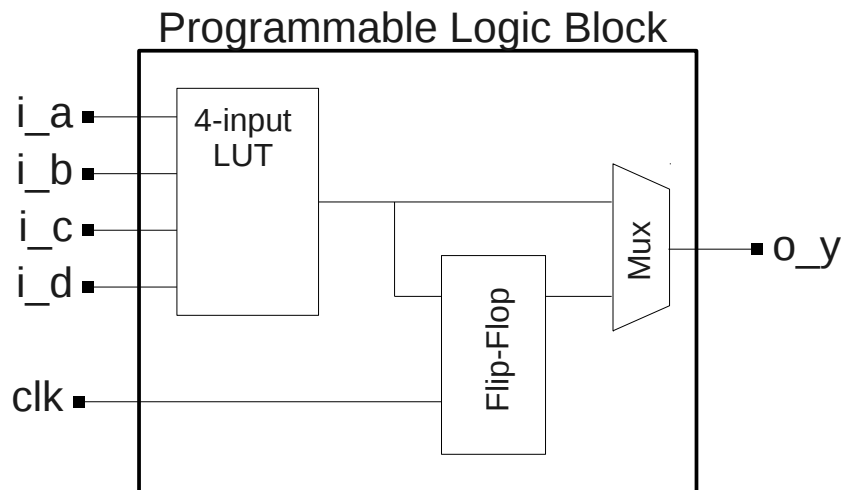 Programmable Logic Block
i_a
i_b
i_c
i_d
clk
4-input
LUT
Flip-Flop
Mux
o_y